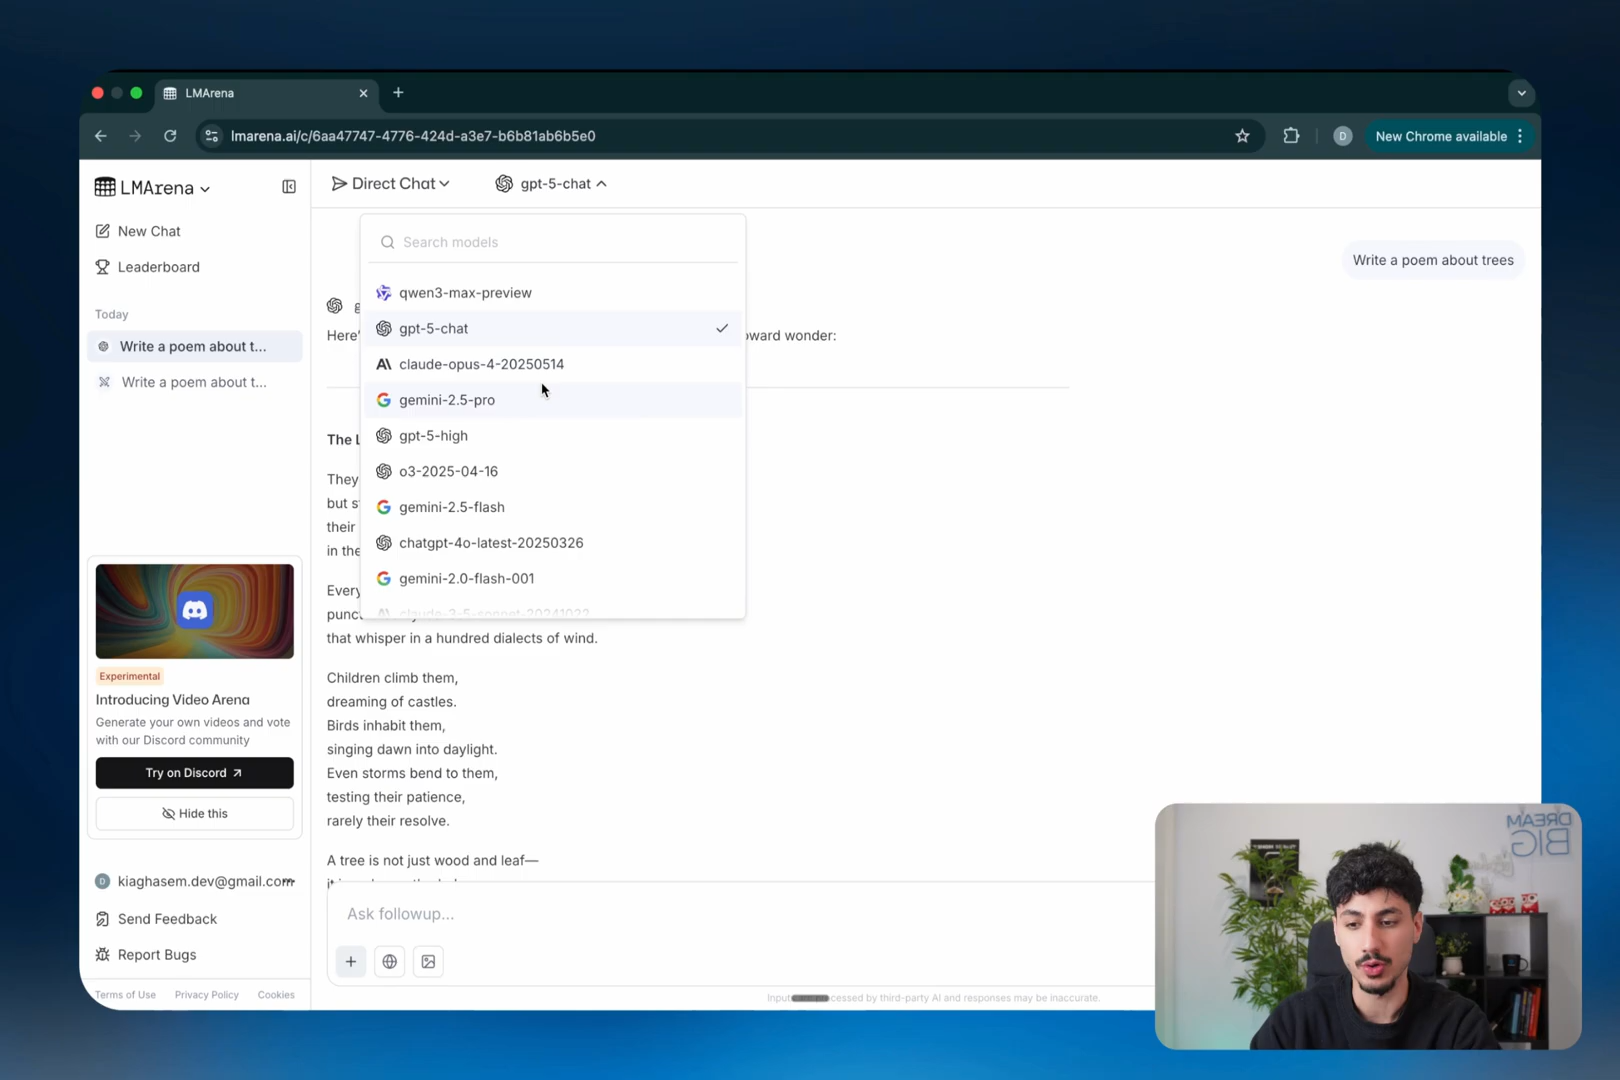 LMArena
lmarena.ai/c/6aa47747-4776-424d-a3e7-b6b81ab6b5e0
D
New Chrome available
LMArena
Direct Chat
gpt-5-chat
New Chat
Leaderboard
Today
Write a poem about t...
Write a poem about t...
Search models
qwen3-max-preview
gpt-5-chat
claude-opus-4-20250514
gemini-2.5-pro
gpt-5-high
o3-2025-04-16
gemini-2.5-flash
chatgpt-4o-latest-20250326
gemini-2.0-flash-001
claude-3-5-sonnet-20241022
Write a poem about trees
Here' oward wonder:
The L
They
but s
their
in the
Every
punc
that whisper in a hundred dialects of wind.
Children climb them,
dreaming of castles.
Birds inhabit them,
singing dawn into daylight.
Even storms bend to them,
testing their patience,
rarely their resolve.
A tree is not just wood and leaf—
Experimental
Introducing Video Arena
Generate your own videos and vote
with our Discord community
Try on Discord
Hide this
D
kiaghasem.dev@gmail.com
Send Feedback
Report Bugs
Terms of Use Privacy Policy Cookies
Ask followup...
Input cessed by third-party AI and responses may be inaccurate.
DREAM
BIG